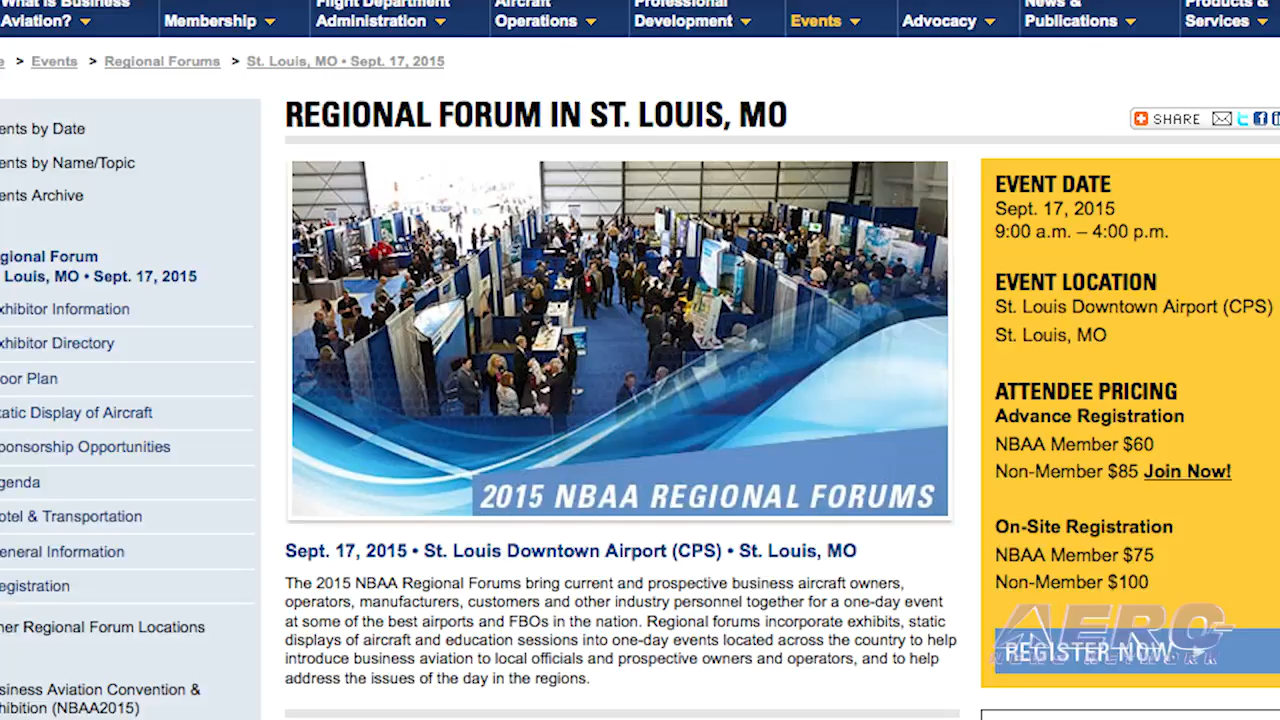 What is Business
Aviation?
Membership
Flight Department
Administration
Aircraft
Operations
Professional
Development
Events
Advocacy
News &
Publications
Products &
Services
e > Events > Regional Forums > St. Louis, MO • Sept. 17, 2015
ents by Date
ents by Name/Topic
ents Archive
gional Forum
Louis, MO • Sept. 17, 2015
xhibitor Information
xhibitor Directory
oor Plan
tatic Display of Aircraft
ponsorship Opportunities
genda
otel & Transportation
eneral Information
egistration
her Regional Forum Locations
siness Aviation Convention &
hibition (NBAA2015)
REGIONAL FORUM IN ST. LOUIS, MO
SHARE
2015 NBAA REGIONAL FORUMS
Sept. 17, 2015 • St. Louis Downtown Airport (CPS) • St. Louis, MO
The 2015 NBAA Regional Forums bring current and prospective business aircraft owners,
operators, manufacturers, customers and other industry personnel together for a one-day event
at some of the best airports and FBOs in the nation. Regional forums incorporate exhibits, static
displays of aircraft and education sessions into one-day events located across the country to help
introduce business aviation to local officials and prospective owners and operators, and to help
address the issues of the day in the regions.
EVENT DATE
Sept. 17, 2015
9:00 a.m. – 4:00 p.m.
EVENT LOCATION
St. Louis Downtown Airport (CPS)
St. Louis, MO
ATTENDEE PRICING
Advance Registration
NBAA Member $60
Non-Member $85 Join Now!
On-Site Registration
NBAA Member $75
Non-Member $100
REGISTER NOW
AERO
NEWS NETWORK